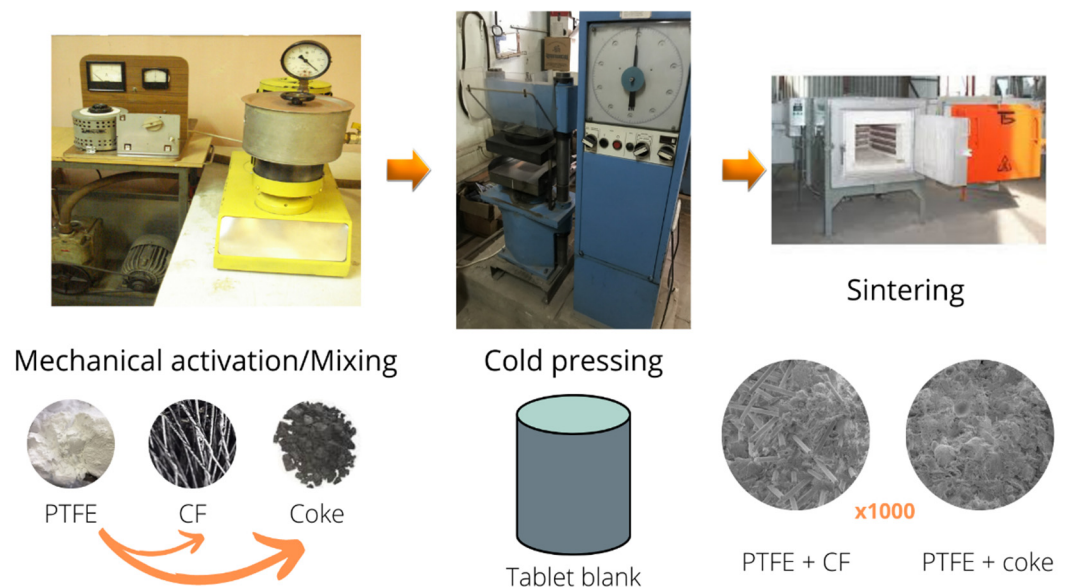 Mechanical activation/Mixing
PTFE
CF
Coke
Cold pressing
Tablet blank
Sintering
x1000
PTFE + CF
PTFE + coke